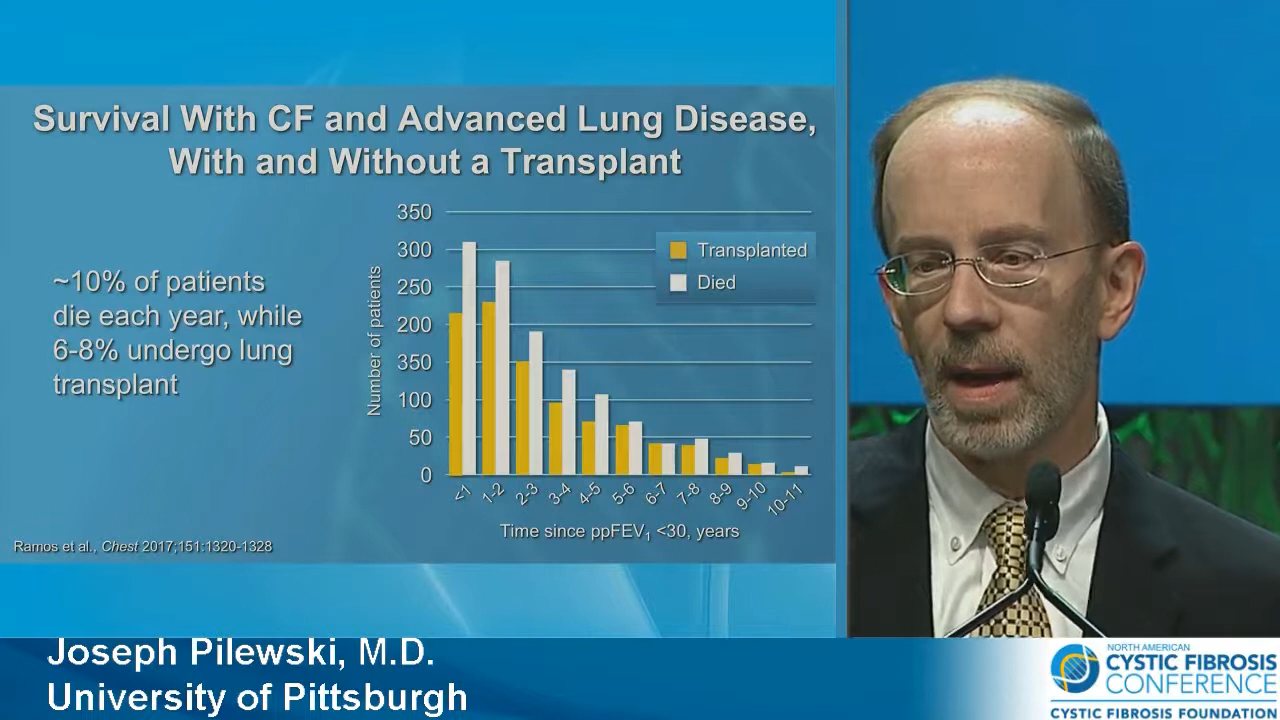 Survival With CF and Advanced Lung Disease,
With and Without a Transplant
~10% of patients
die each year, while
6-8% undergo lung
transplant
Number of patients
350
300
250
200
350
100
50
0
Transplanted
Died
<1
1-2
2-3
3-4
4-5
5-6
6-7
7-8
8-9
9-10
10-11
Time since ppFEV1 <30, years
Ramos et al., Chest 2017;151:1320-1328
Joseph Pilewski, M.D.
University of Pittsburgh
NORTH AMERICAN
CYSTIC FIBROSIS
CONFERENCE
CYSTIC FIBROSIS FOUNDATION